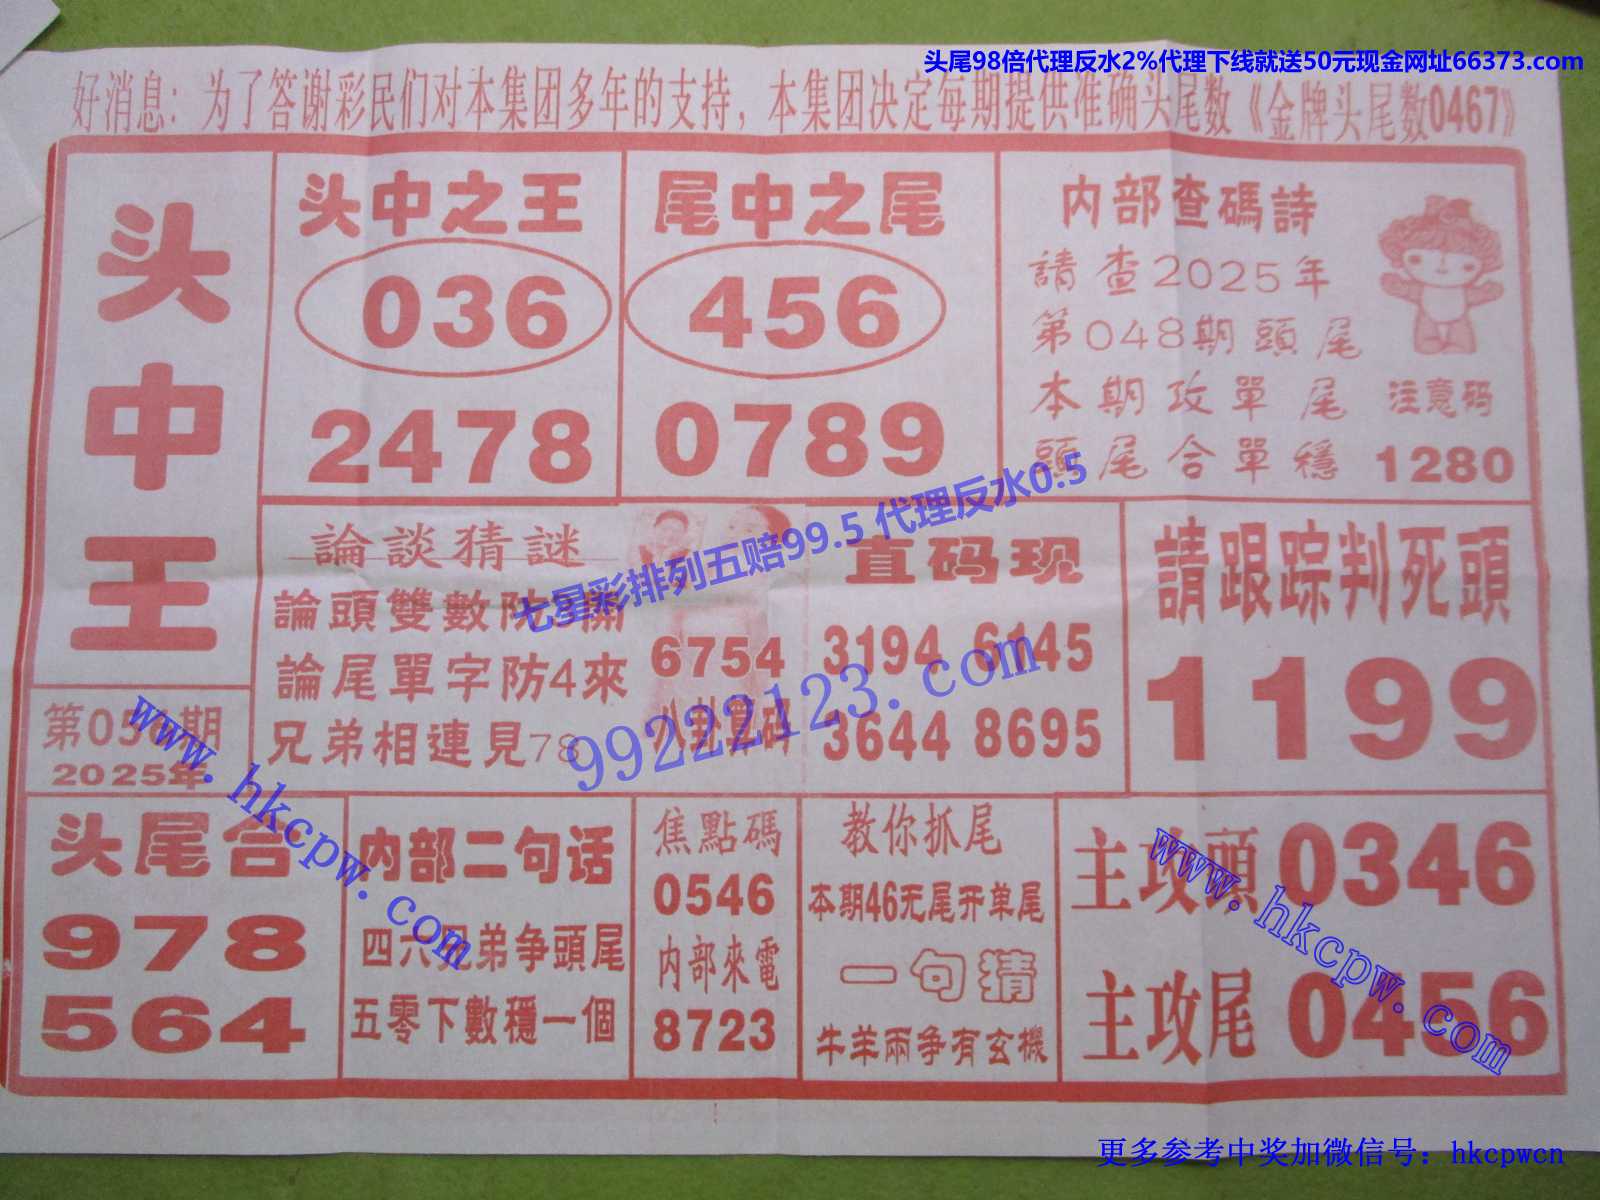 头尾98倍代理反水2%代理下线就送50元现金网址66373.com
好消息：为了答谢彩民们对本集团多年的支持，本集团决定每期提供准确头尾数《金牌头尾数0467》
头中王
第05期
2025年
头中之王
036
2478
尾中之尾
456
0789
内部查碼詩
請查2025年
第048期頭尾
本期攻單尾
頭尾合單穩
注意码
1280
論談猜謎
論頭雙數防
論尾單字防4來
兄弟相連見78
6754
八卦算码
直码现
3194 6145
3644 8695
請跟踪判死頭
1199
七星彩排列五赔99.5 代理反水0.5
99222123.com
www.hkcpw.com
头尾合
978
564
内部二句话
四六兄弟争頭尾
五零下數穩一個
焦點碼
0546
内部來電
8723
教你抓尾
本期46无尾开单尾
一句猜
牛羊兩争有玄機
主攻頭 0346
主攻尾 0456
www.hkcpw.com
更多参考中奖加微信号：hkcpwcn